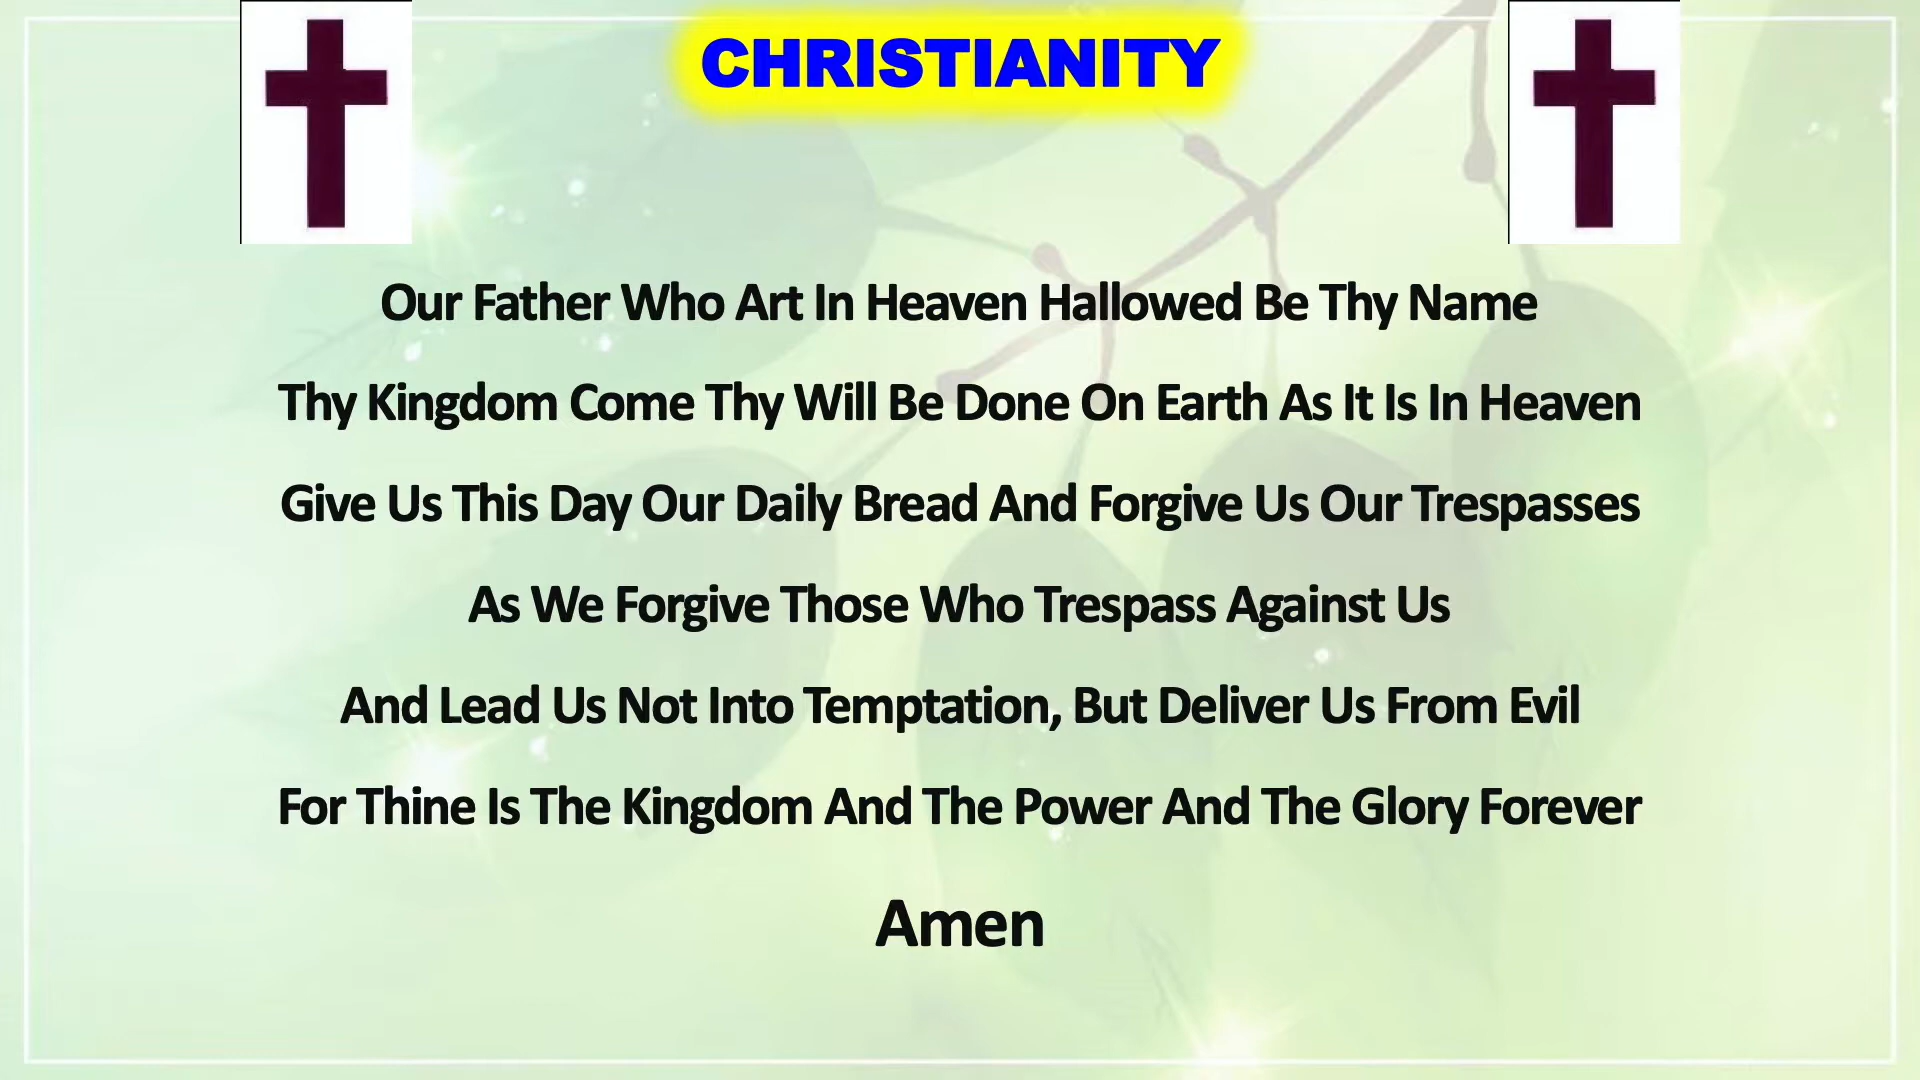 CHRISTIANITY
Our Father Who Art In Heaven Hallowed Be Thy Name
Thy Kingdom Come Thy Will Be Done On Earth As It Is In Heaven
Give Us This Day Our Daily Bread And Forgive Us Our Trespasses
As We Forgive Those Who Trespass Against Us
And Lead Us Not Into Temptation, But Deliver Us From Evil
For Thine Is The Kingdom And The Power And The Glory Forever
Amen